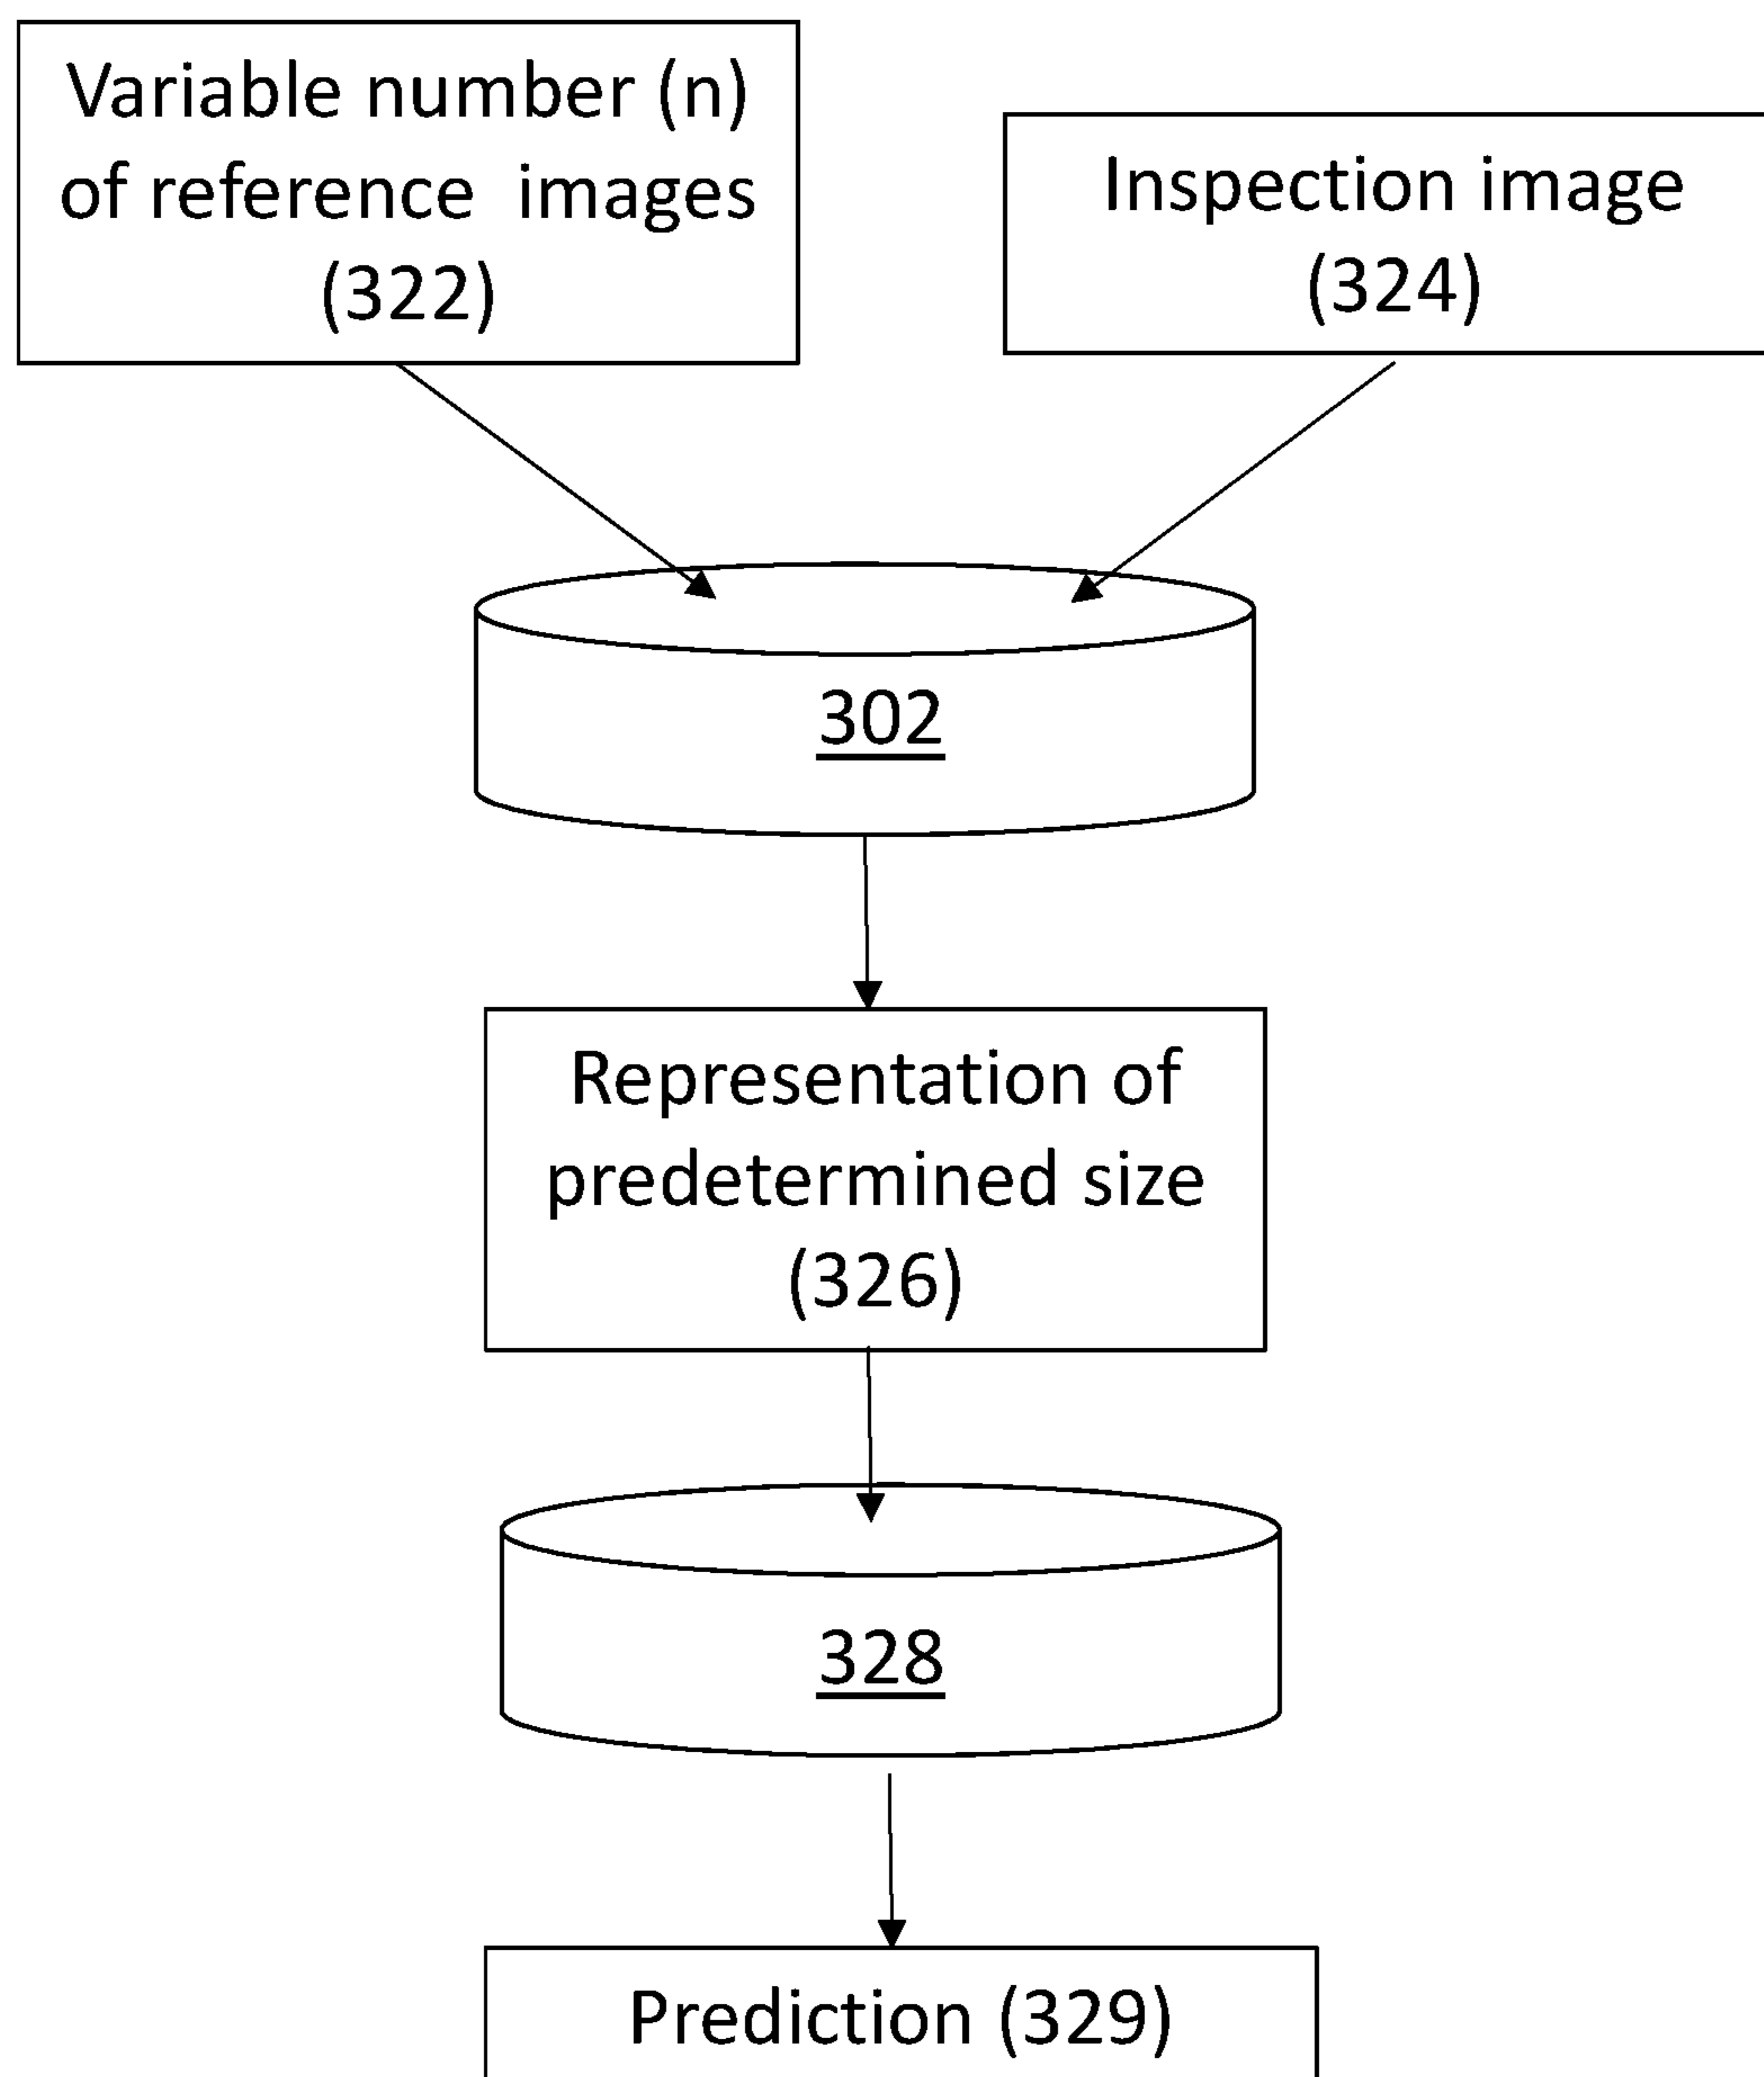 Variable number (n)
of reference images
(322)
Inspection image
(324)
302
Representation of
predetermined size
(326)
328
Prediction (329)